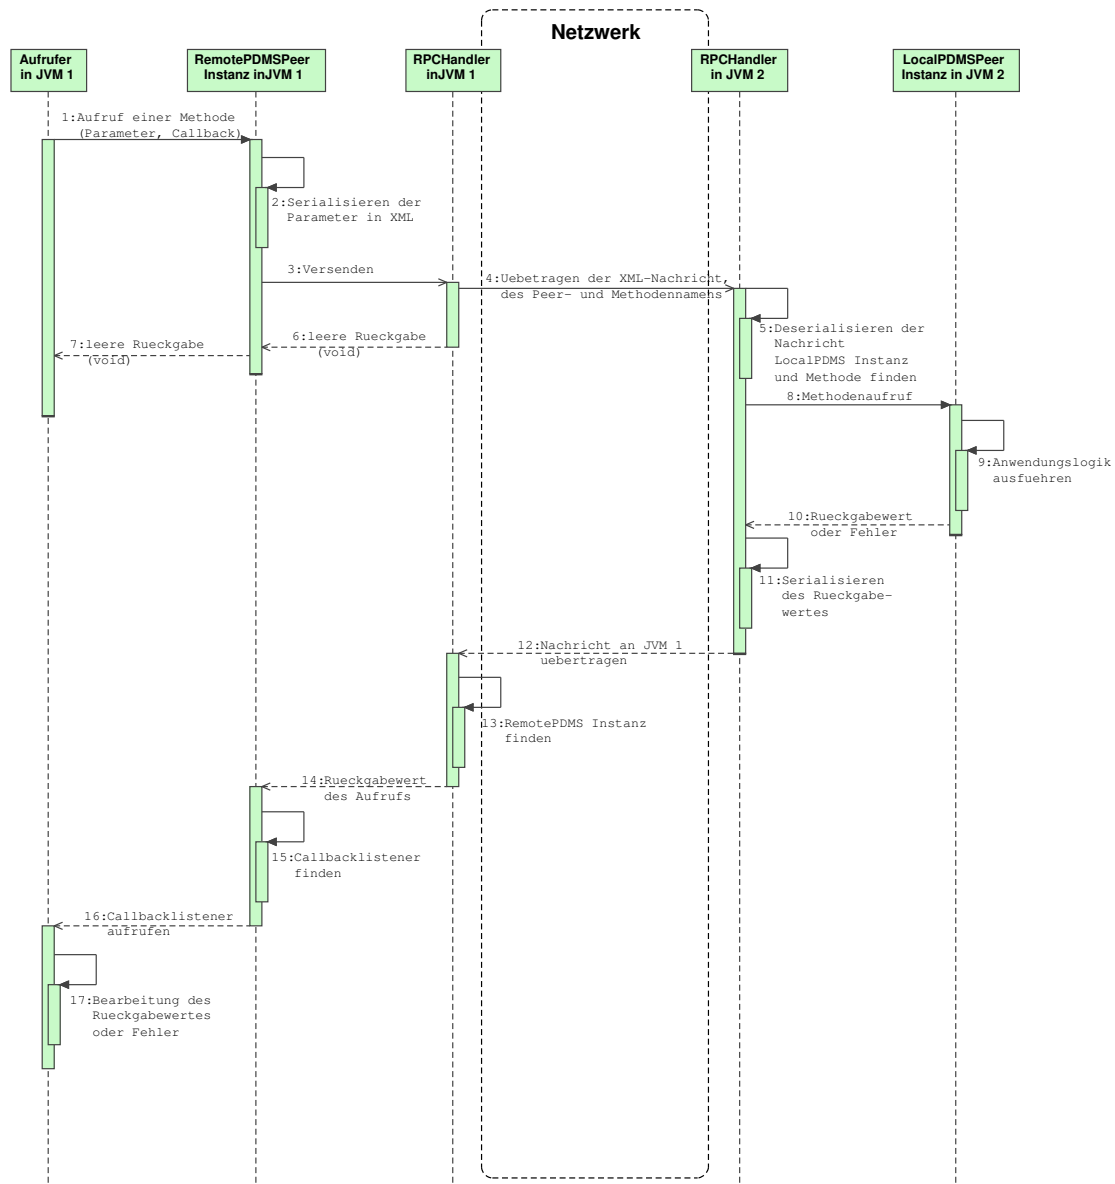 Netzwerk
Aufrufer
in JVM 1
RemotePDMSPeer
Instanz inJVM 1
RPCHandler
inJVM 1
RPCHandler
in JVM 2
LocalPDMSPeer
Instanz in JVM 2
1:Aufruf einer Methode
(Parameter, Callback)
2:Serialisieren der
Parameter in XML
3:Versenden
4:Uebetragen der XML-Nachricht,
des Peer- und Methodennamens
5:Deserialisieren der
Nachricht
LocalPDMS Instanz
und Methode finden
6:leere Rueckgabe
(void)
7:leere Rueckgabe
(void)
8:Methodenaufruf
9:Anwendungslogik
ausfuehren
10:Rueckgabewert
oder Fehler
11:Serialisieren
des Rueckgabe-
wertes
12:Nachricht an JVM 1
uebertragen
13:RemotePDMS Instanz
finden
14:Rueckgabewert
des Aufrufs
15:Callbacklistener
finden
16:Callbacklistener
aufrufen
17:Bearbeitung des
Rueckgabewertes
oder Fehler